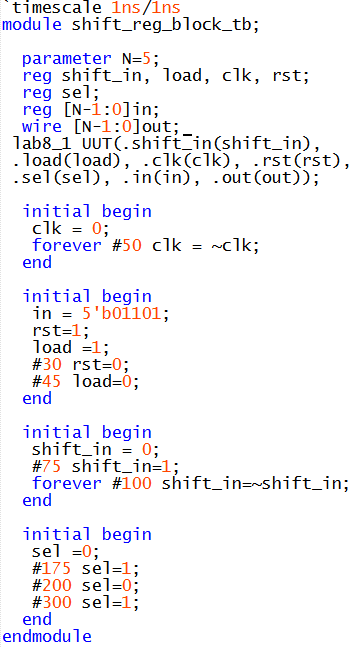 `timescale 1ns/1ns
module shift_reg_block_tb;
parameter N=5;
reg shift_in, load, clk, rst;
reg sel;
reg [N-1:0]in;
wire [N-1:0]out;_
lab8_1 UUT(.shift_in(shift_in),
.load(load), .clk(clk), .rst(rst),
.sel(sel), .in(in), .out(out));
initial begin
clk = 0;
forever #50 clk = ~clk;
end
initial begin
in = 5'b01101;
rst=1;
load =1;
#30 rst=0;
#45 load=0;
end
initial begin
shift_in = 0;
#75 shift_in=1;
forever #100 shift_in=~shift_in;
end
initial begin
sel =0;
#175 sel=1;
#200 sel=0;
#300 sel=1;
end
endmodule